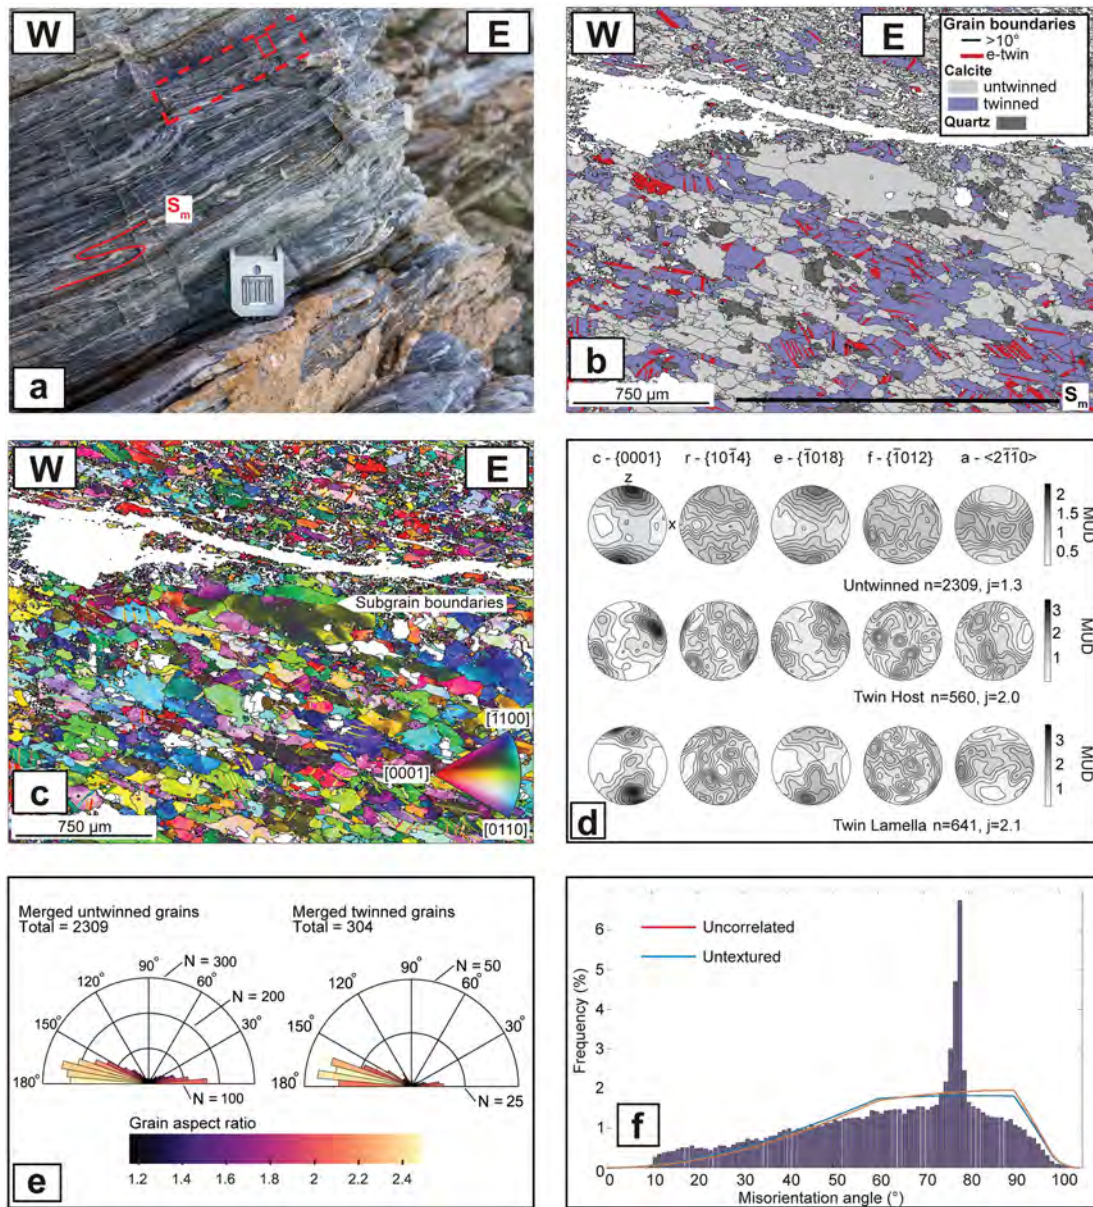 W
E
Sm
a
W
E
Grain boundaries
>10°
e-twin
Calcite
untwinned
twinned
Quartz
b
750 µm
Sm
W
E
Subgrain boundaries
[1̄100]
[0001]
[01̄10]
c
750 µm
c - {0001}
r - {101̄4}
e - {1̄018}
f - {1̄012}
a - <21̄1̄0>
Z
X
2
1.5
1
0.5
MUD
Untwinned n=2309, j=1.3
3
2
1
MUD
Twin Host n=560, j=2.0
3
2
1
MUD
Twin Lamella n=641, j=2.1
d
Merged untwinned grains
Total = 2309
N = 300
N = 200
N = 100
180°
150°
120°
90°
60°
30°
Merged twinned grains
Total = 304
N = 50
N = 25
180°
150°
120°
90°
60°
30°
Grain aspect ratio
1.2 1.4 1.6 1.8 2 2.2 2.4
e
Uncorrelated
Untextured
Frequency (%)
6
5
4
3
2
1
0
0 10 20 30 40 50 60 70 80 90 100
Misorientation angle (°)
f